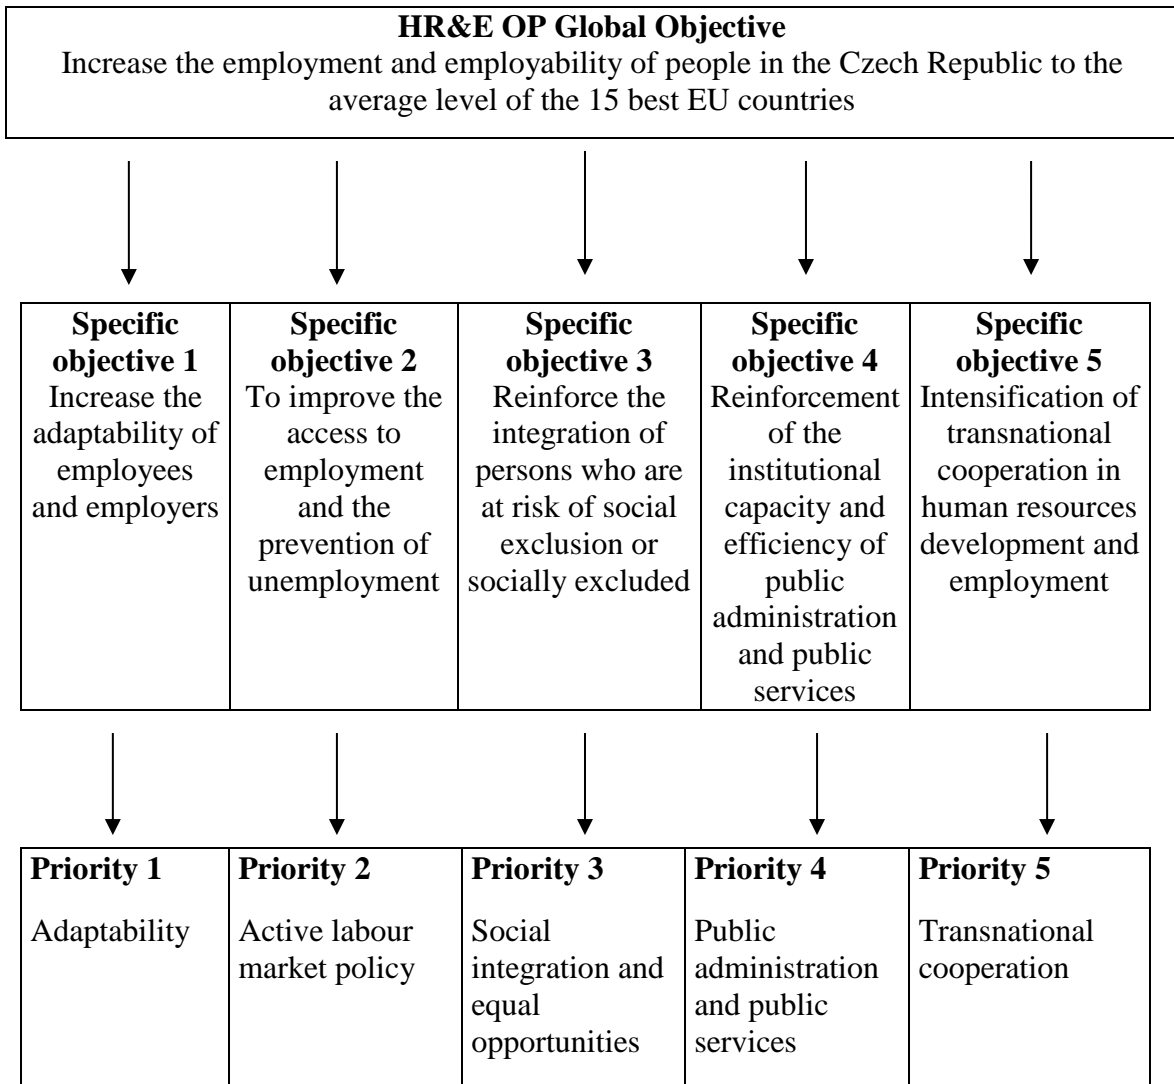 HR&E OP Global Objective
Increase the employment and employability of people in the Czech Republic to the
average level of the 15 best EU countries
Specific
objective 1
Increase the
adaptability of
employees
and employers
Specific
objective 2
To improve the
access to
employment
and the
prevention of
unemployment
Specific
objective 3
Reinforce the
integration of
persons who are
at risk of social
exclusion or
socially excluded
Specific
objective 4
Reinforcement
of the
institutional
capacity and
efficiency of
public
administration
and public
services
Specific
objective 5
Intensification of
transnational
cooperation in
human resources
development and
employment
Priority 1
Adaptability
Priority 2
Active labour
market policy
Priority 3
Social
integration and
equal
opportunities
Priority 4
Public
administration
and public
services
Priority 5
Transnational
cooperation